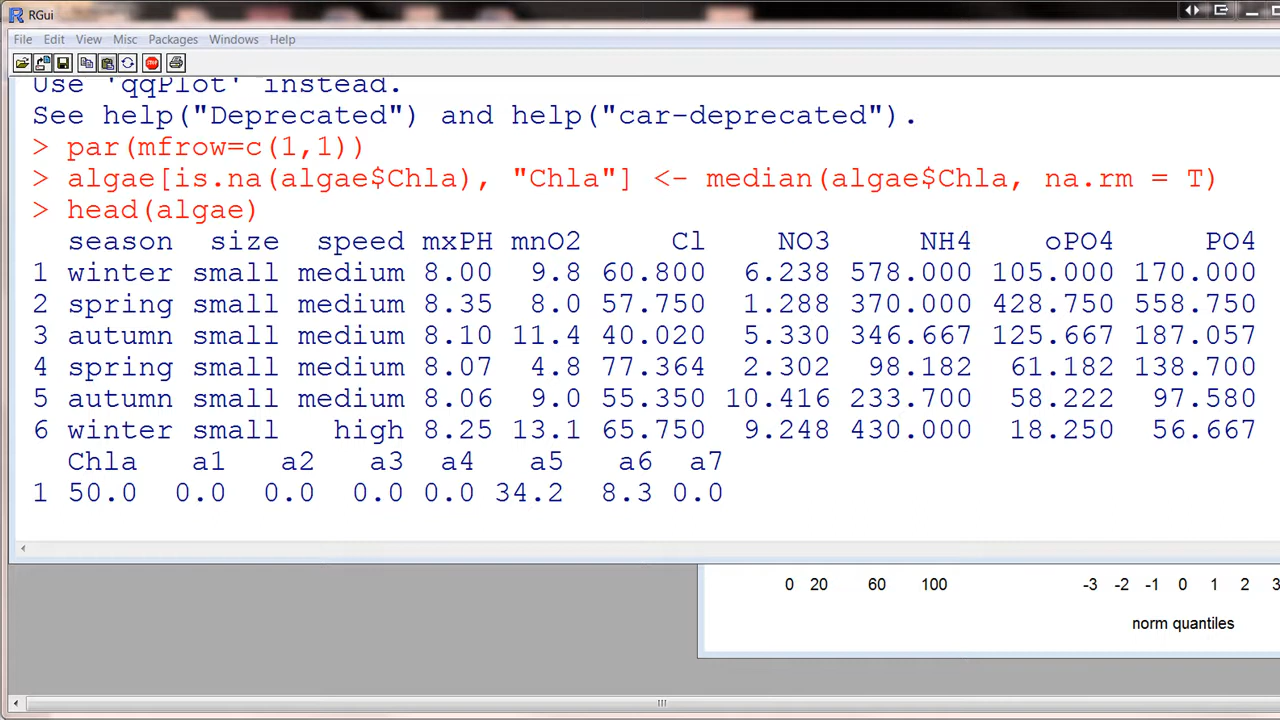 RGui
File Edit View Misc Packages Windows Help
Use 'qqPlot' instead.
See help("Deprecated") and help("car-deprecated").
> par(mfrow=c(1,1))
> algae[is.na(algae$Chla), "Chla"] <- median(algae$Chla, na.rm = T)
> head(algae)
season size speed mxPH mnO2 Cl NO3 NH4 oPO4 PO4
1 winter small medium 8.00 9.8 60.800 6.238 578.000 105.000 170.000
2 spring small medium 8.35 8.0 57.750 1.288 370.000 428.750 558.750
3 autumn small medium 8.10 11.4 40.020 5.330 346.667 125.667 187.057
4 spring small medium 8.07 4.8 77.364 2.302 98.182 61.182 138.700
5 autumn small medium 8.06 9.0 55.350 10.416 233.700 58.222 97.580
6 winter small high 8.25 13.1 65.750 9.248 430.000 18.250 56.667
Chla a1 a2 a3 a4 a5 a6 a7
1 50.0 0.0 0.0 0.0 0.0 34.2 8.3 0.0
0 20 60 100 -3 -2 -1 0 1 2 3
norm quantiles